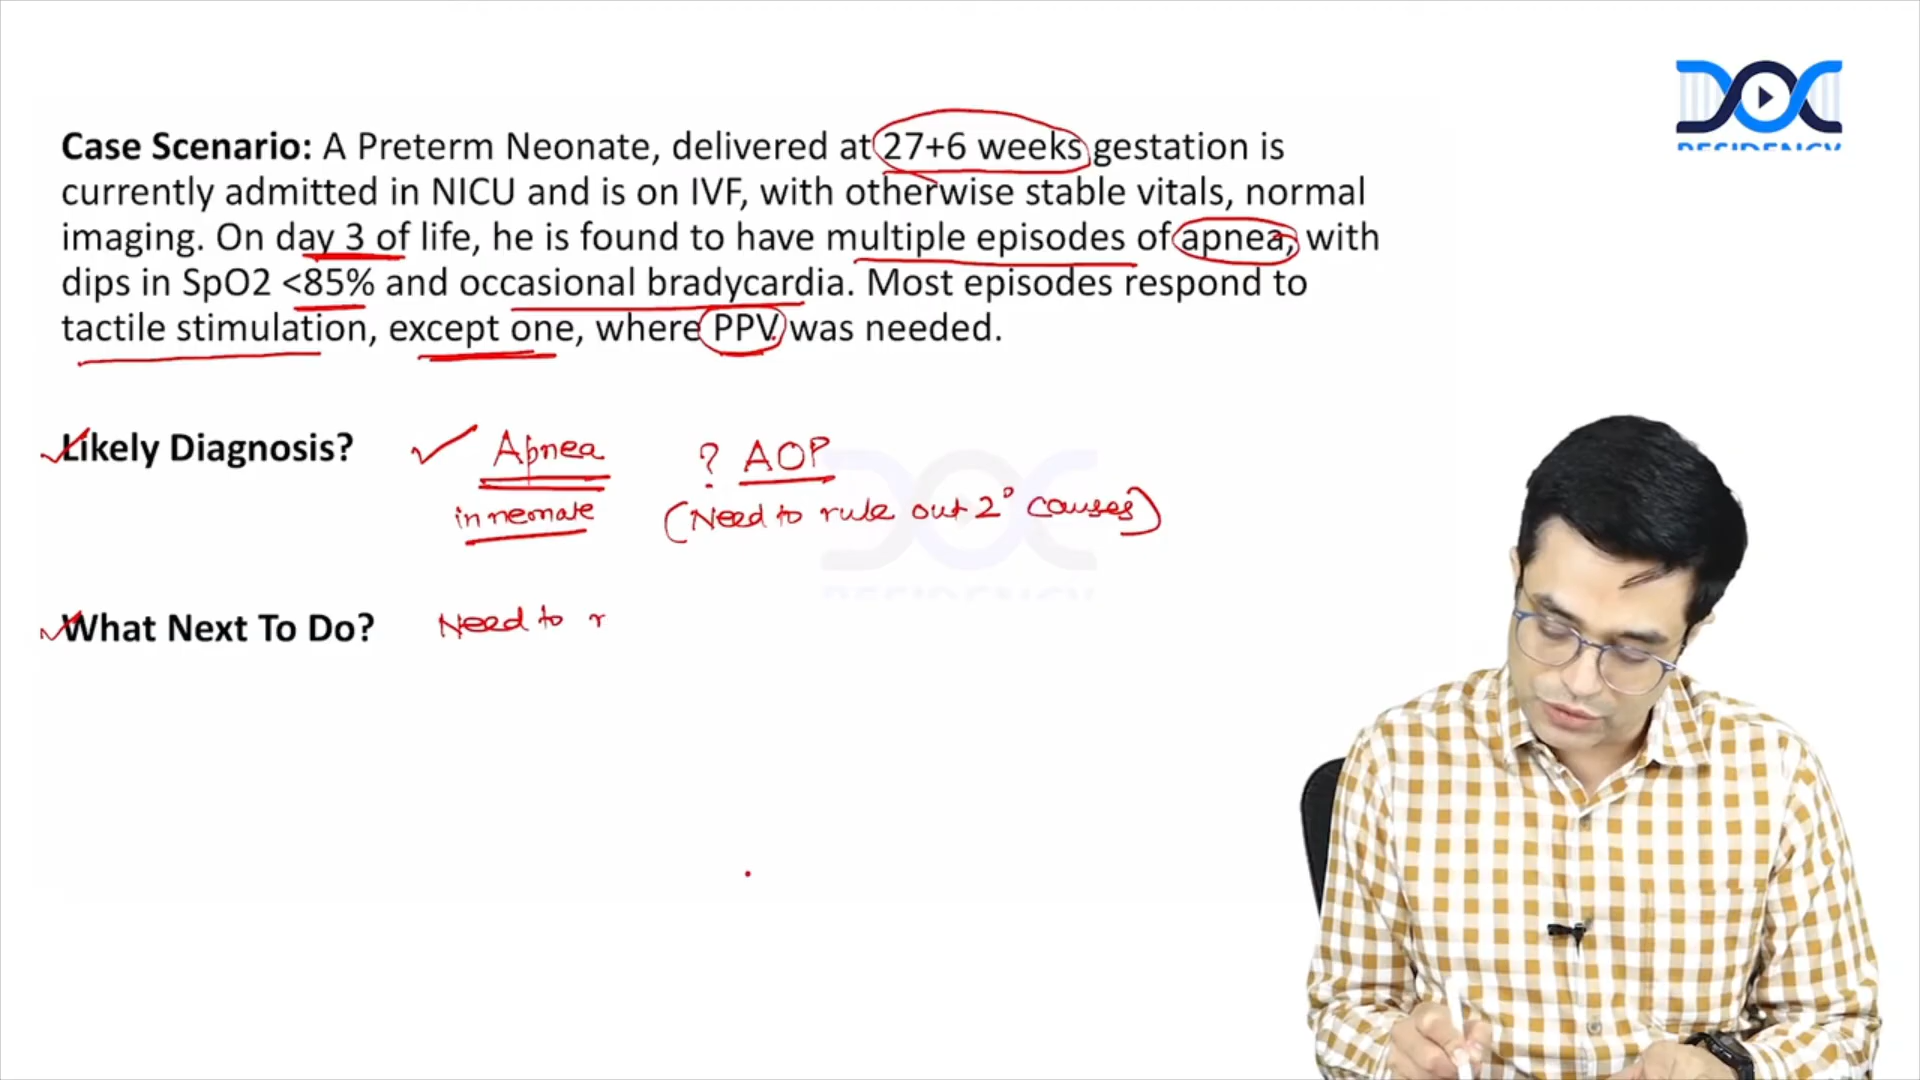 DOC
RESIDENCY
Case Scenario: A Preterm Neonate, delivered at 27+6 weeks gestation is
currently admitted in NICU and is on IVF, with otherwise stable vitals, normal
imaging. On day 3 of life, he is found to have multiple episodes of apnea, with
dips in SpO2 <85% and occasional bradycardia. Most episodes respond to
tactile stimulation, except one, where PPV was needed.
Likely Diagnosis? Apnea ? AOP
in neonate (Need to rule out 2° causes)
What Next To Do? Need to r
DOC
RESIDENCY